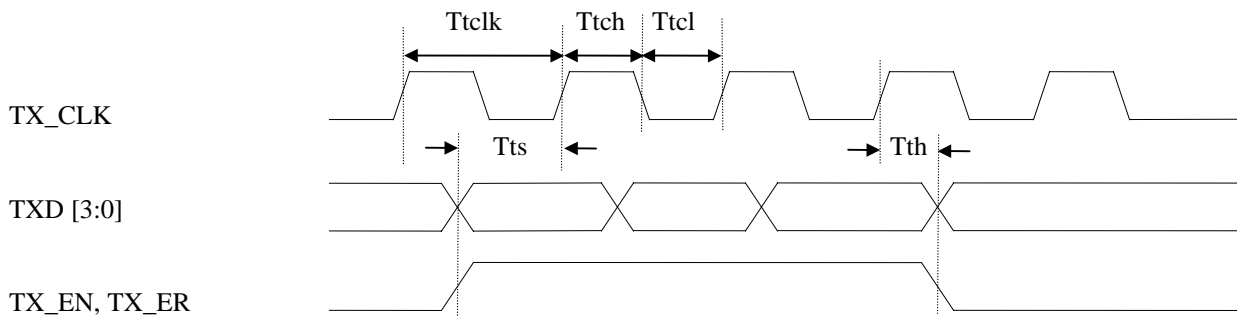 Ttclk Ttch Ttcl
TX_CLK
Tts Tth
TXD [3:0]
TX_EN, TX_ER